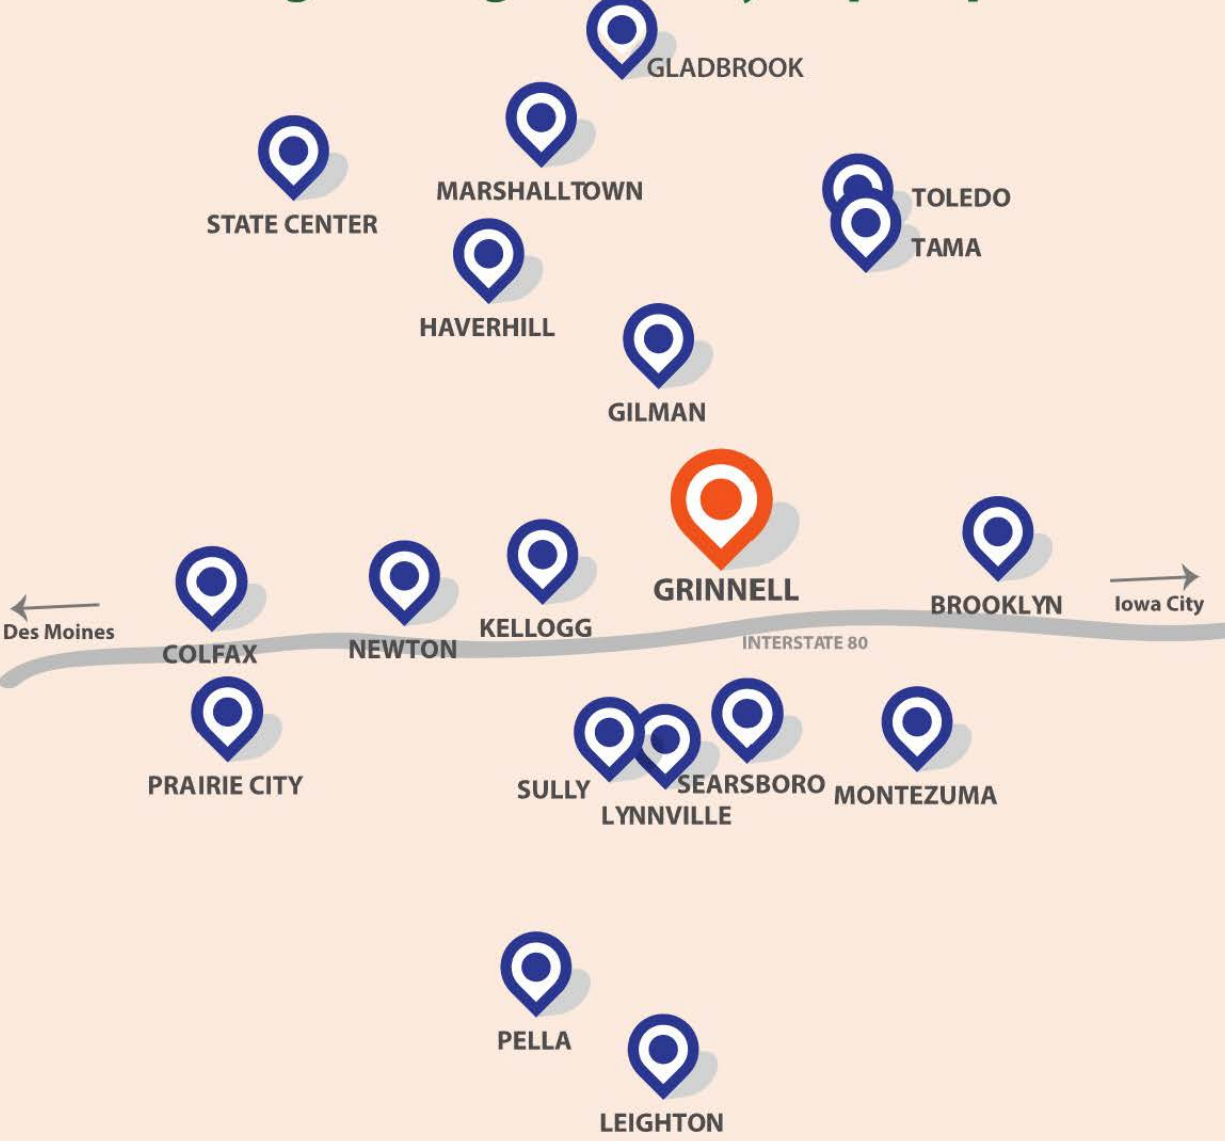 GLADBROOK
MARSHALLTOWN
STATE CENTER
TOLEDO
TAMA
HAVERHILL
GILMAN
GRINNELL
BROOKLYN
Iowa City
Des Moines
KELLOGG
NEWTON
COLFAX
INTERSTATE 80
PRAIRIE CITY
SULLY
SEARSBORO
MONTEZUMA
LYNNVILLE
PELLA
LEIGHTON